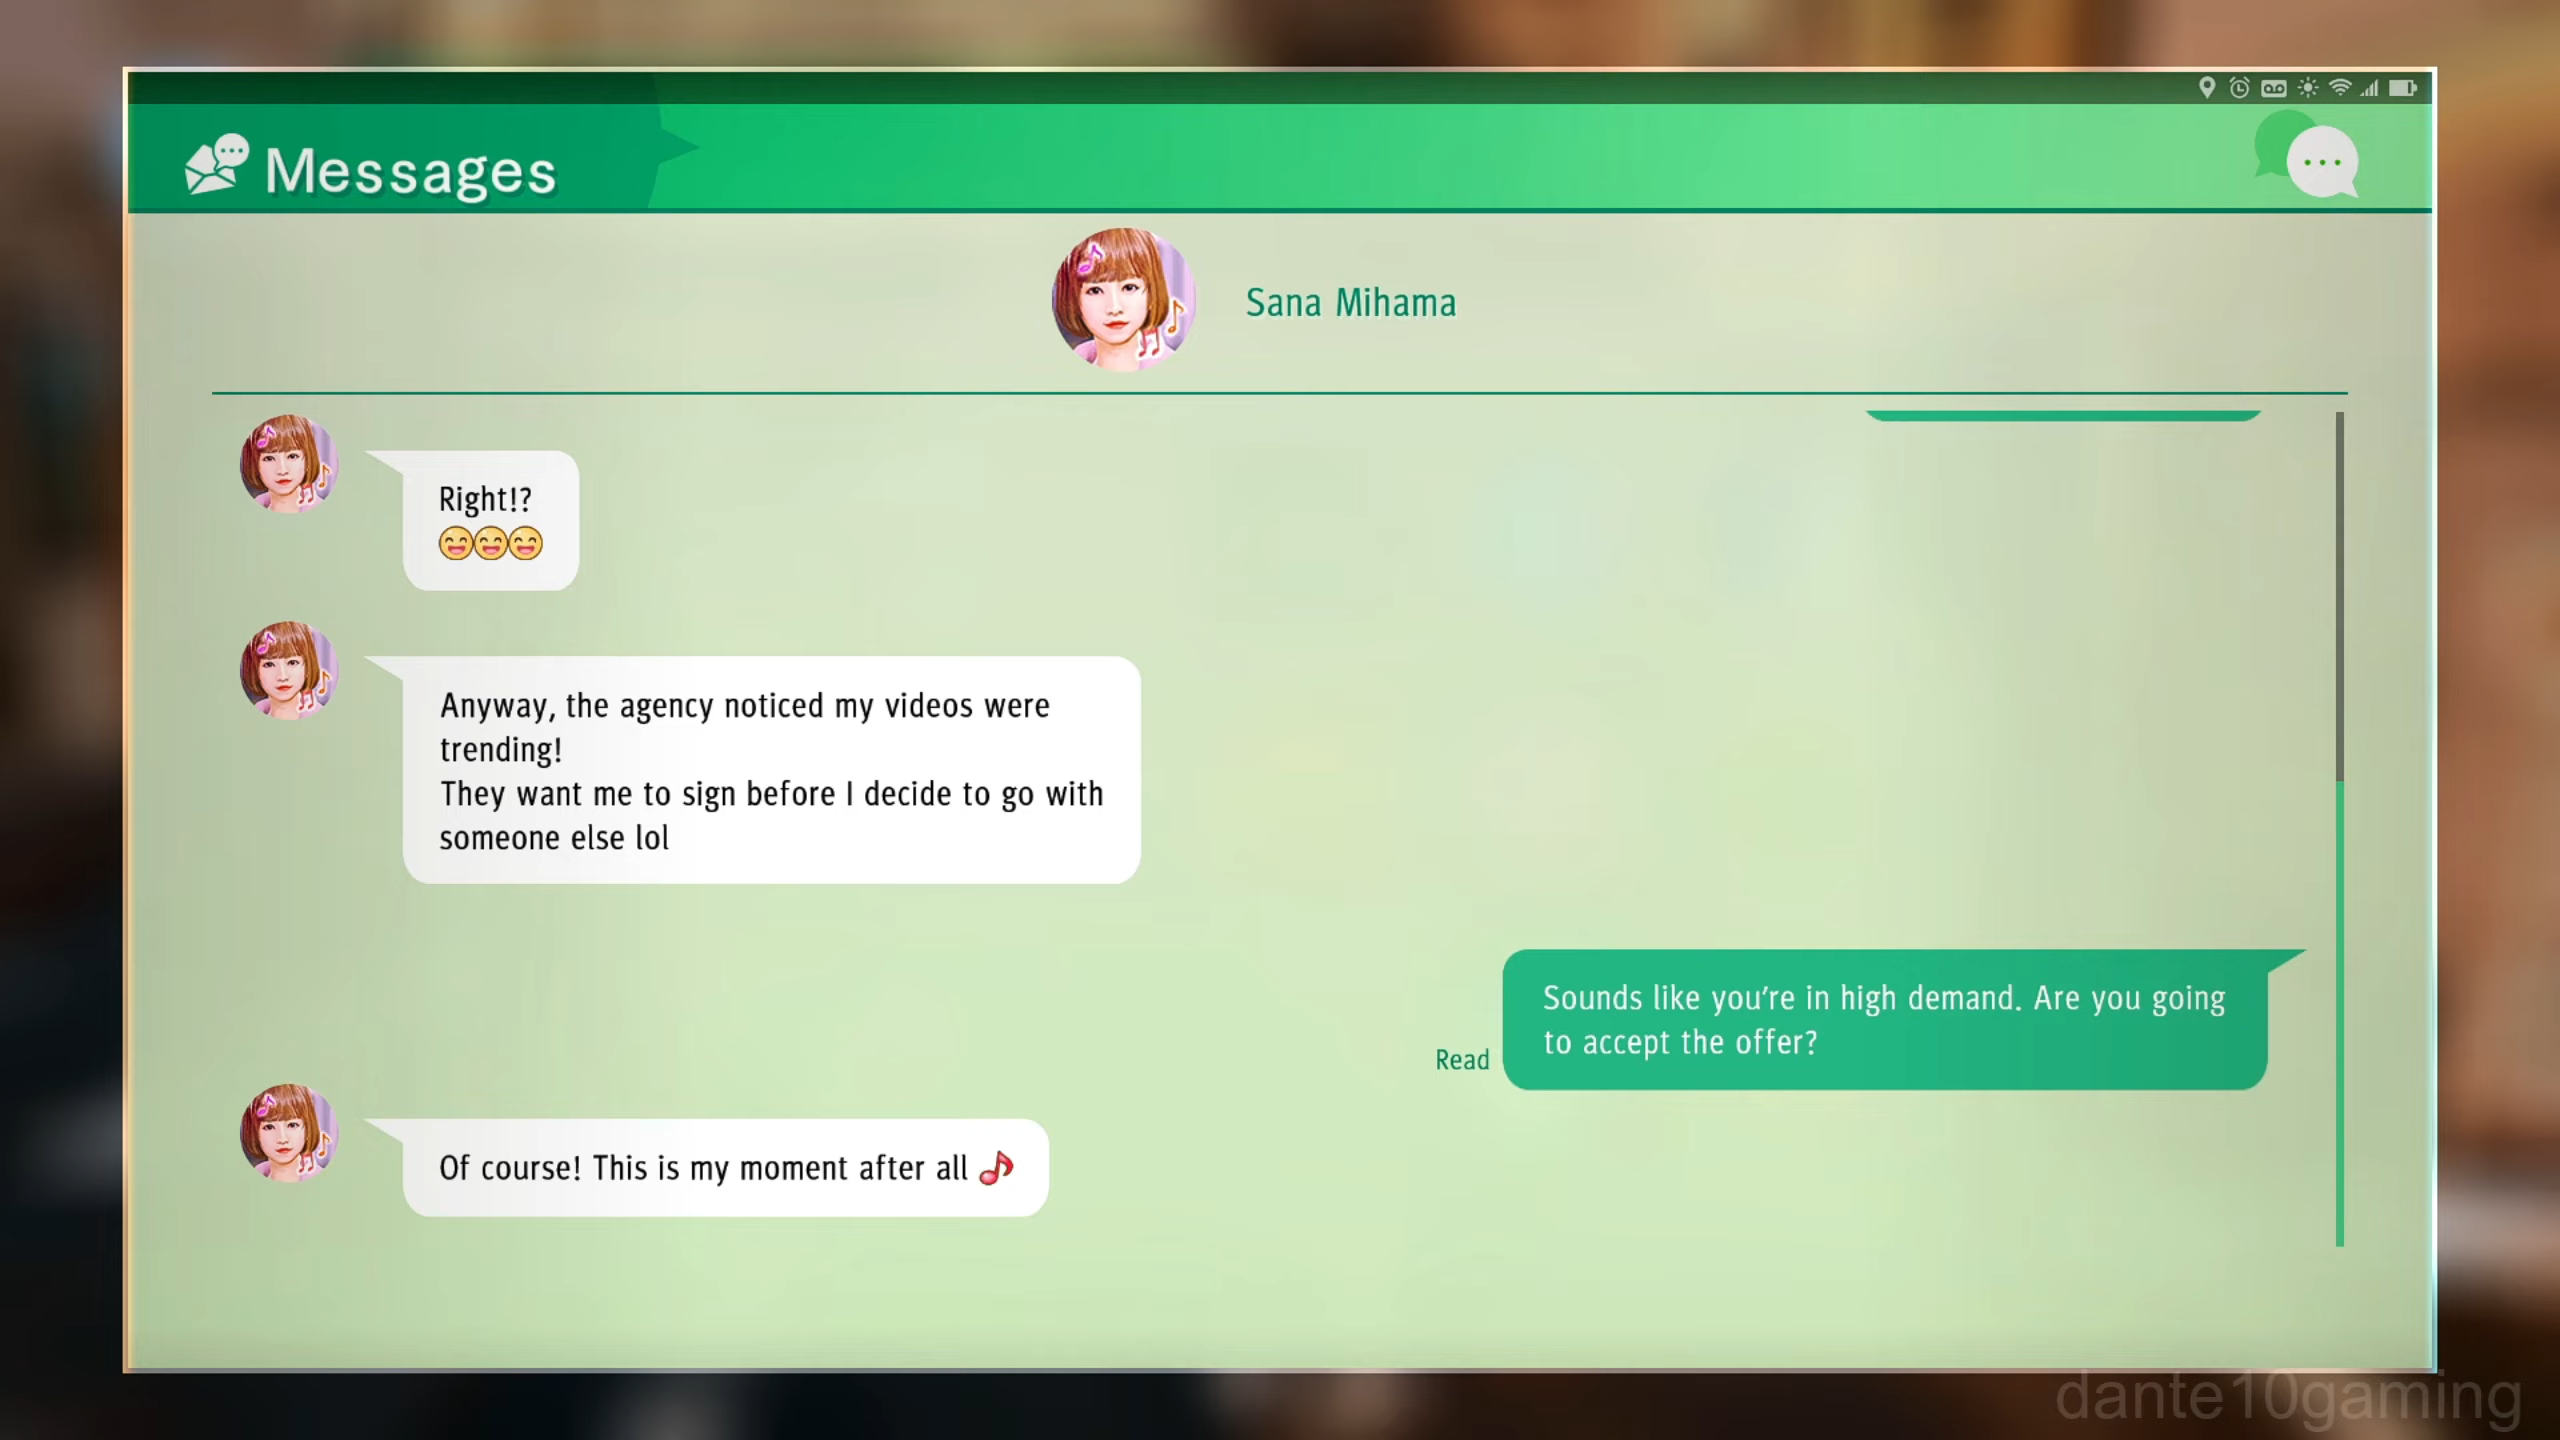 Messages
Sana Mihama
Right!?
Anyway, the agency noticed my videos were
trending!
They want me to sign before I decide to go with
someone else lol
Sounds like you're in high demand. Are you going
to accept the offer?
Read
Of course! This is my moment after all
dante10gaming